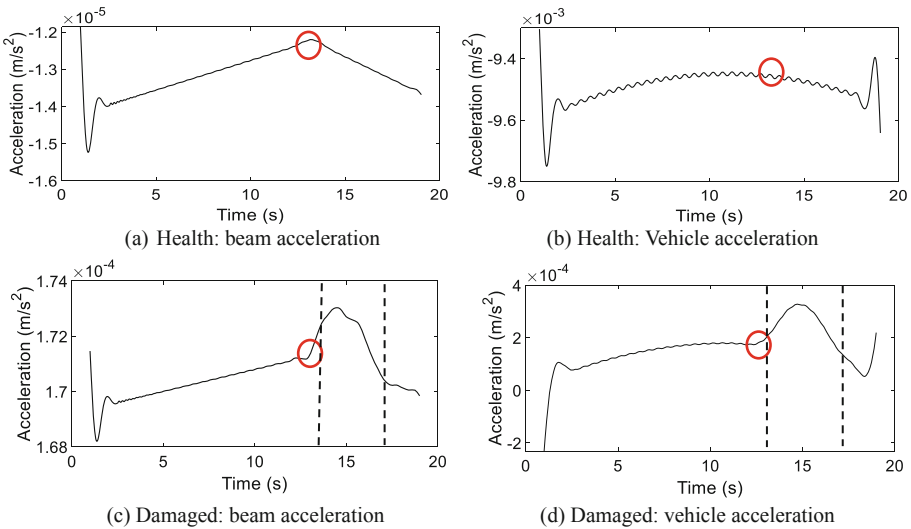 ×10⁻⁵
Acceleration (m/s²)
-1.2
-1.3
-1.4
-1.5
-1.6
0 5 10 15 20
Time (s)
(a) Health: beam acceleration
×10⁻³
Acceleration (m/s²)
-9.4
-9.6
-9.8
0 5 10 15 20
Time (s)
(b) Health: Vehicle acceleration
×10⁻⁴
Acceleration (m/s²)
1.74
1.72
1.7
1.68
0 5 10 15 20
Time (s)
(c) Damaged: beam acceleration
×10⁻⁴
Acceleration (m/s²)
4
2
0
-2
0 5 10 15 20
Time (s)
(d) Damaged: vehicle acceleration